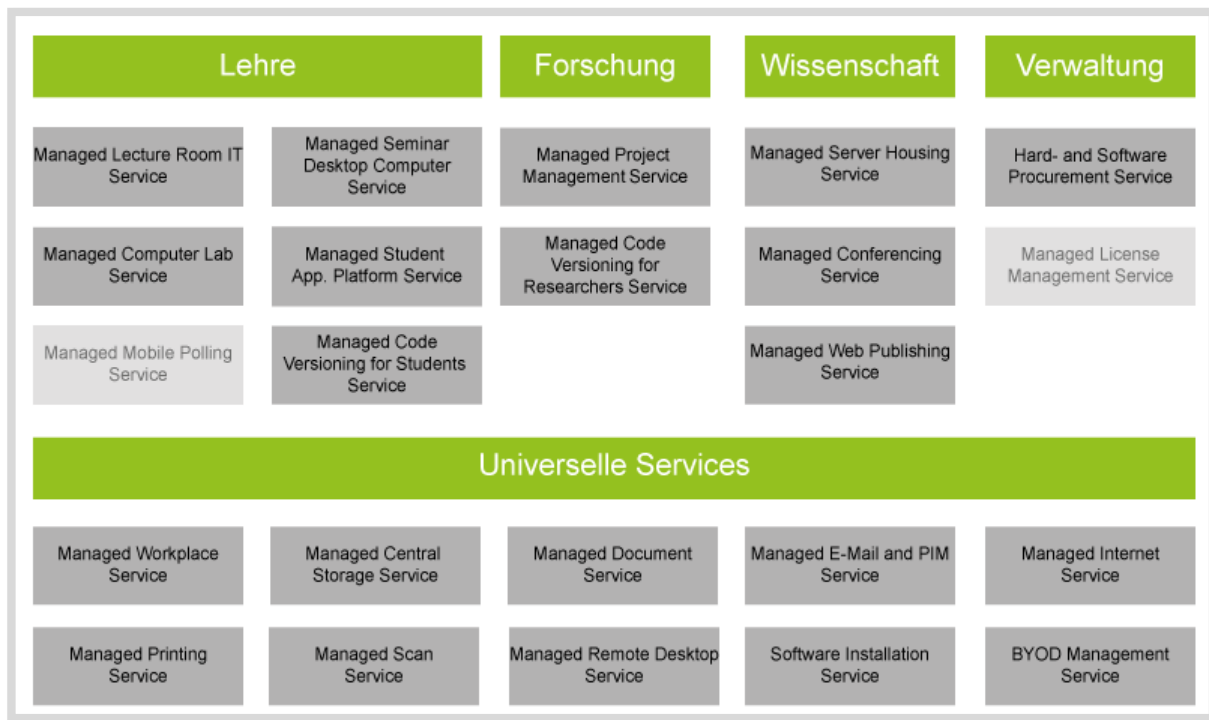 Lehre
Forschung
Wissenschaft
Verwaltung
Managed Lecture Room IT
Service
Managed Seminar
Desktop Computer
Service
Managed Project
Management Service
Managed Server Housing
Service
Hard- and Software
Procurement Service
Managed Computer Lab
Service
Managed Student
App. Platform Service
Managed Code
Versioning for
Researchers Service
Managed Conferencing
Service
Managed License
Management Service
Managed Mobile Polling
Service
Managed Code
Versioning for Students
Service
Managed Web Publishing
Service
Universelle Services
Managed Workplace
Service
Managed Central
Storage Service
Managed Document
Service
Managed E-Mail and PIM
Service
Managed Internet
Service
Managed Printing
Service
Managed Scan
Service
Managed Remote Desktop
Service
Software Installation
Service
BYOD Management
Service